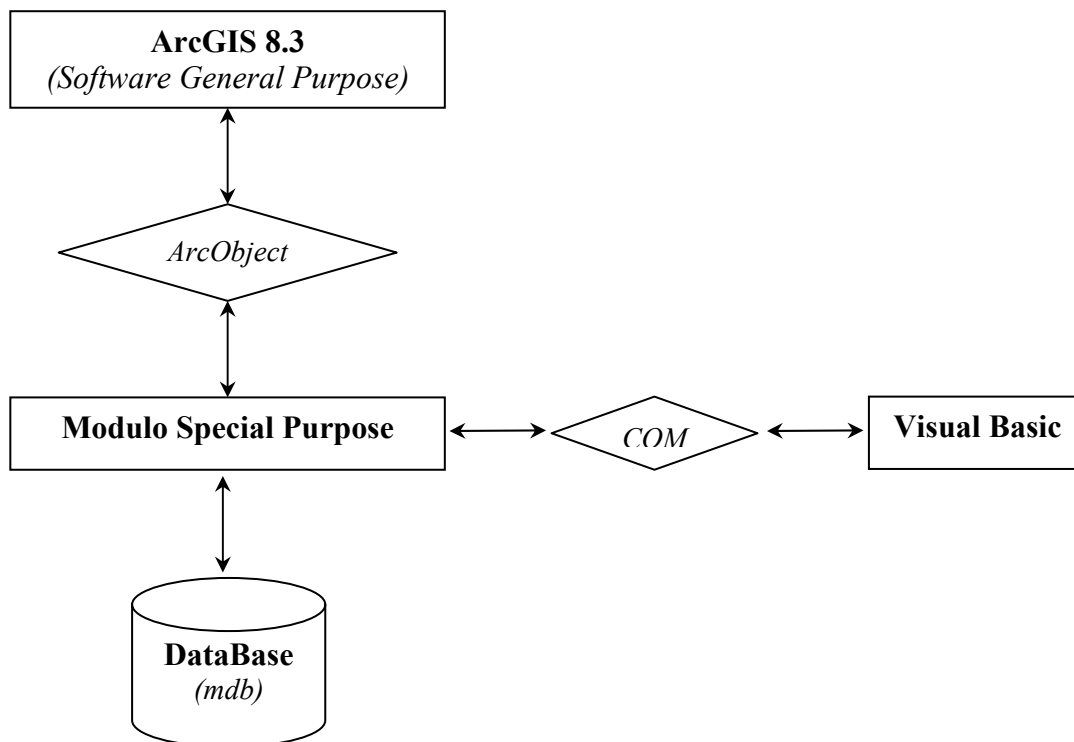 ArcGIS 8.3
(Software General Purpose)
ArcObject
Modulo Special Purpose
COM
Visual Basic
DataBase
(mdb)